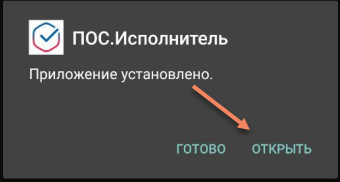 ПОС.Исполнитель
Приложение установлено.
ГОТОВО ОТКРЫТЬ